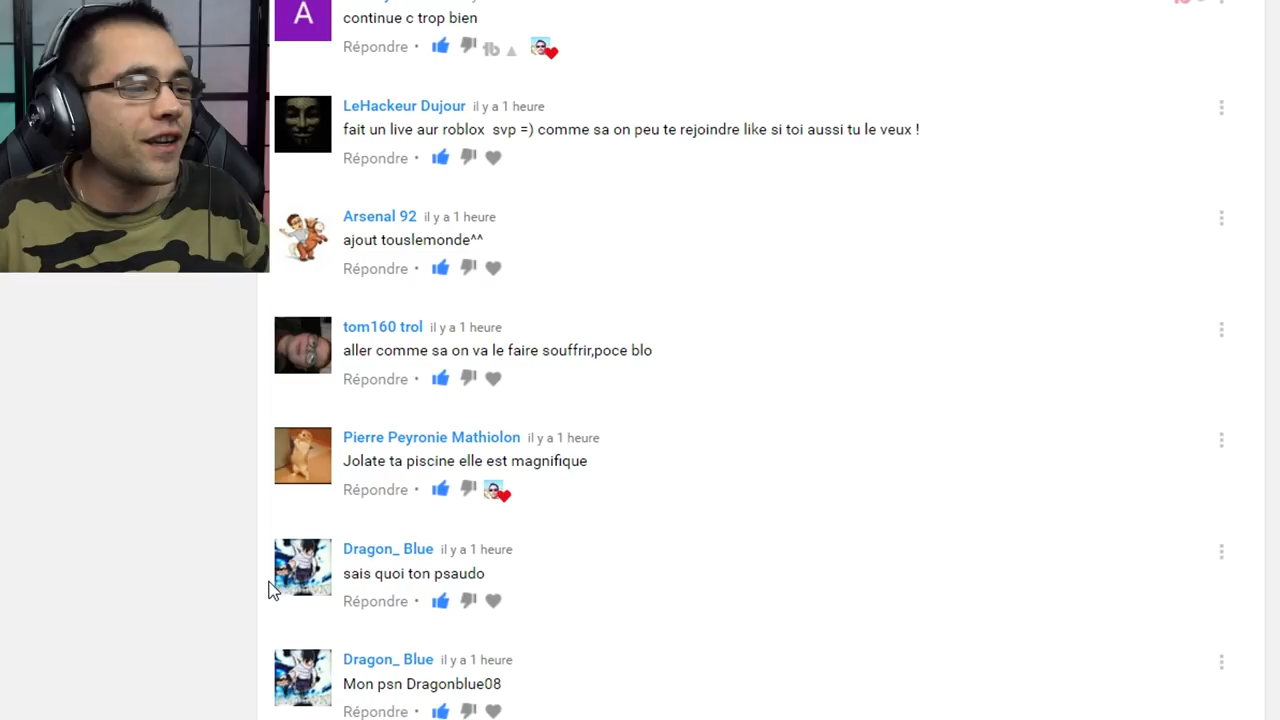 A
continue c trop bien
Répondre •
LeHackeur Dujour il y a 1 heure
fait un live aur roblox svp =) comme sa on peu te rejoindre like si toi aussi tu le veux !
Répondre •
Arsenal 92 il y a 1 heure
ajout touslemonde^^
Répondre •
tom160 trol il y a 1 heure
aller comme sa on va le faire souffrir,poce blo
Répondre •
Pierre Peyronie Mathiolon il y a 1 heure
Jolate ta piscine elle est magnifique
Répondre •
Dragon_ Blue il y a 1 heure
sais quoi ton psaudo
Répondre •
Dragon_ Blue il y a 1 heure
Mon psn Dragonblue08
Répondre •